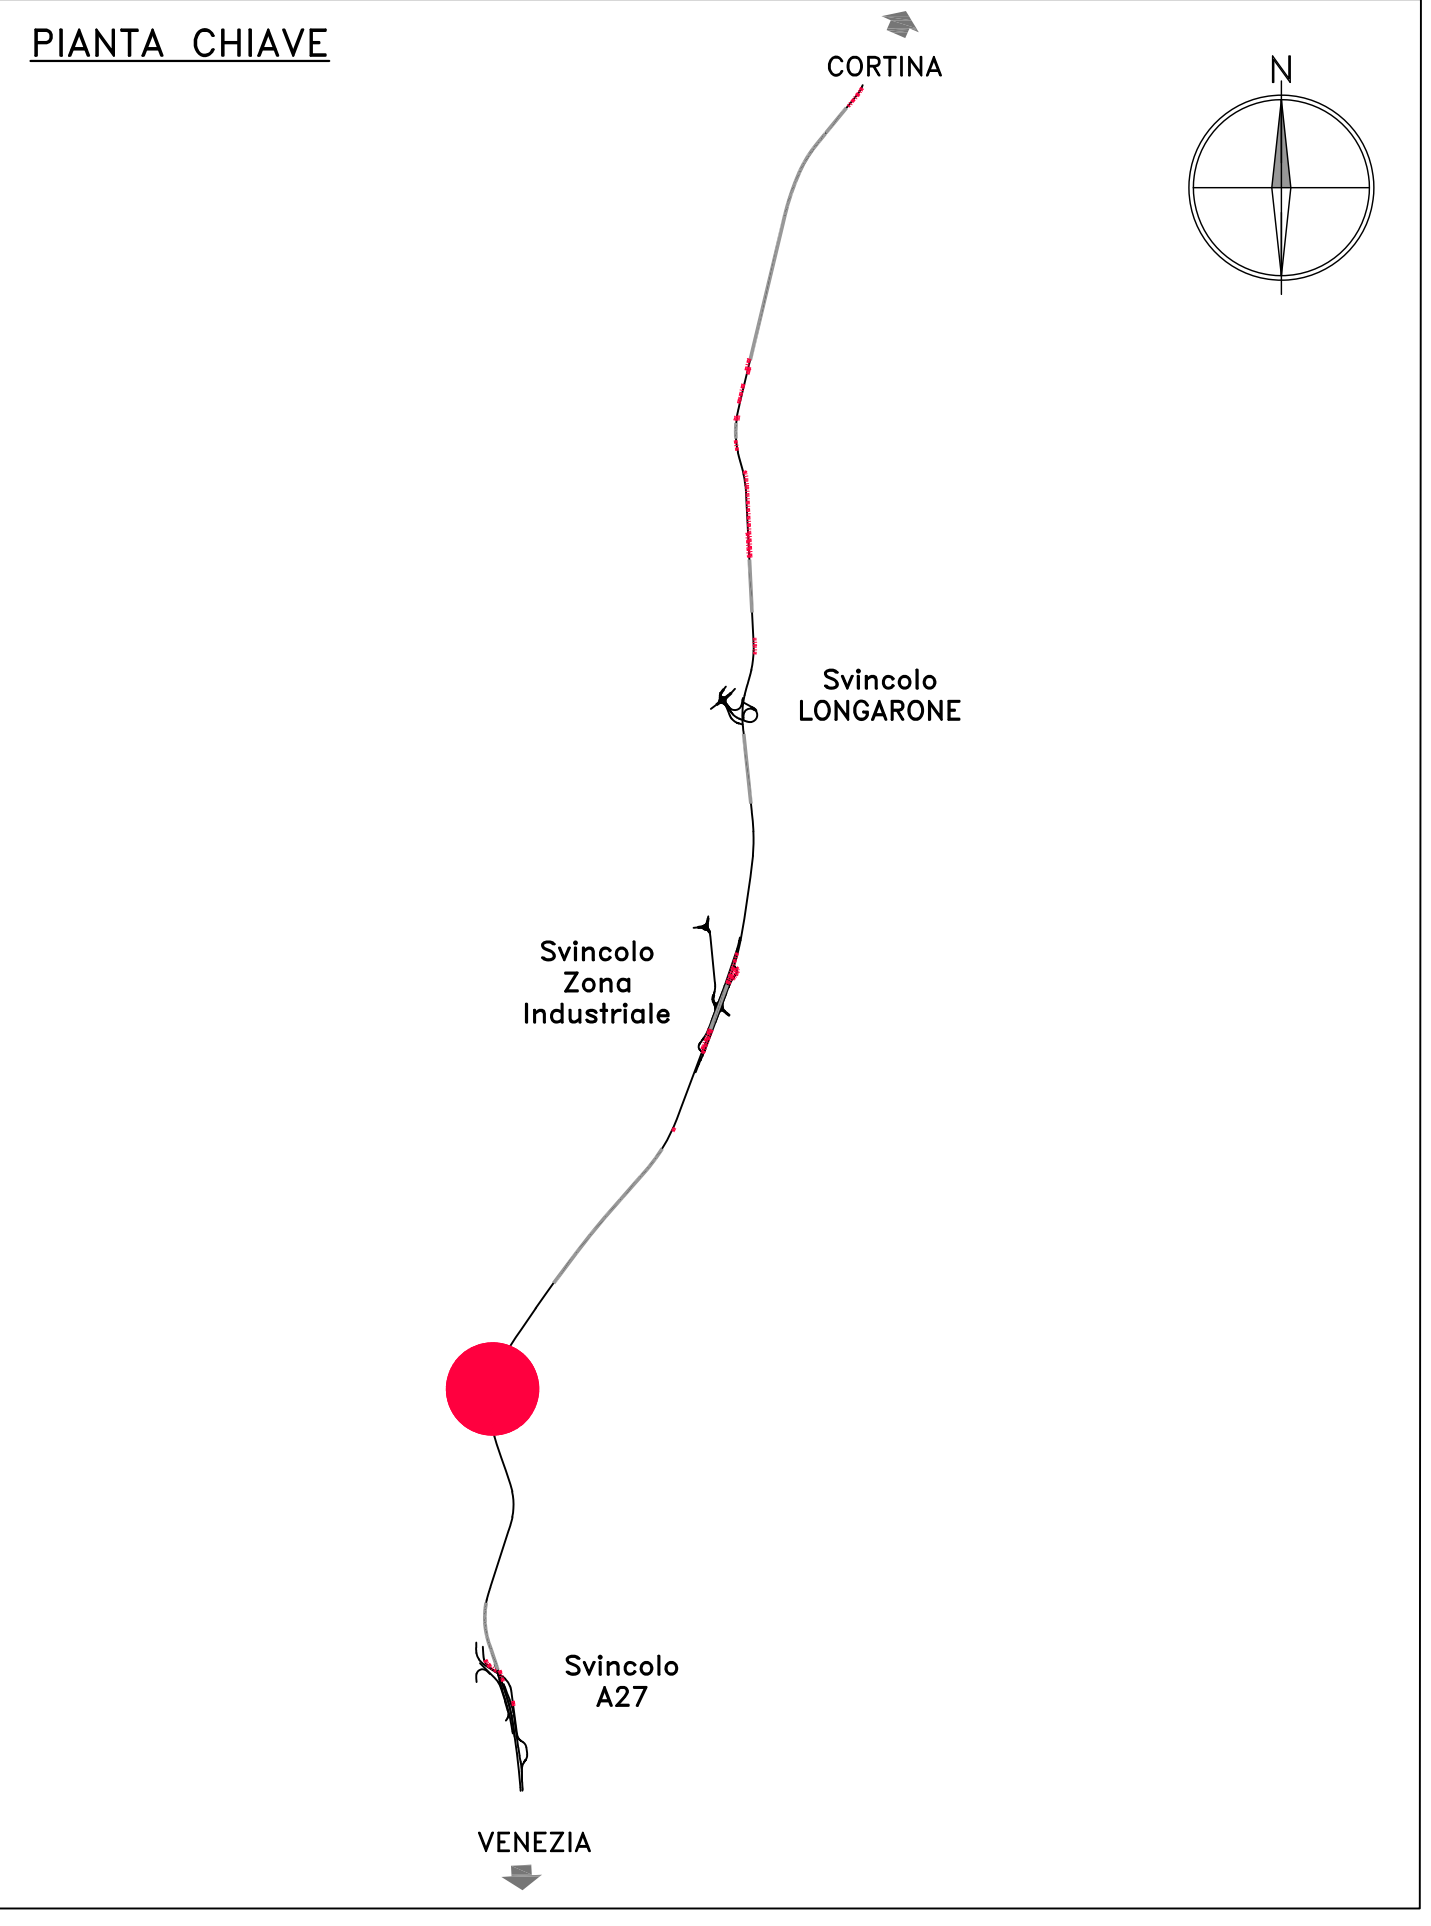 PIANTA CHIAVE
CORTINA
N
Svincolo
LONGARONE
Svincolo
Zona
Industriale
Svincolo
A27
VENEZIA